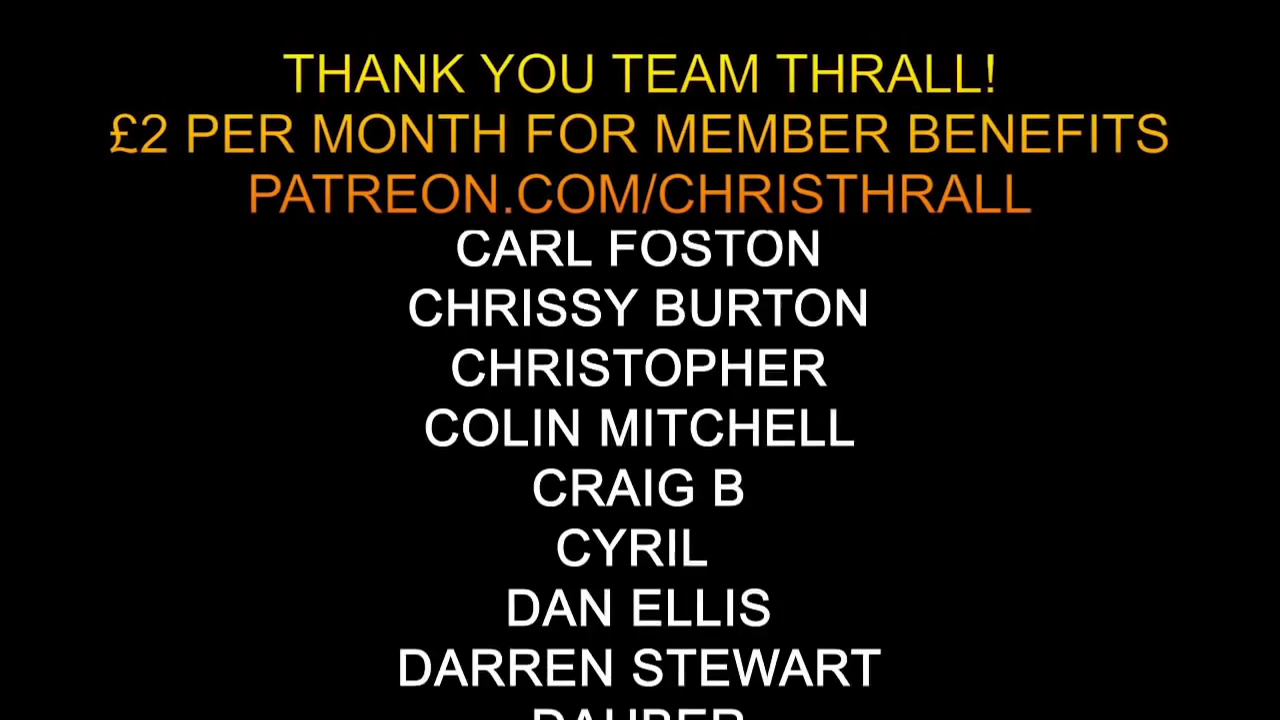 THANK YOU TEAM THRALL!
£2 PER MONTH FOR MEMBER BENEFITS
PATREON.COM/CHRISTHRALL
CARL FOSTON
CHRISSY BURTON
CHRISTOPHER
COLIN MITCHELL
CRAIG B
CYRIL
DAN ELLIS
DARREN STEWART